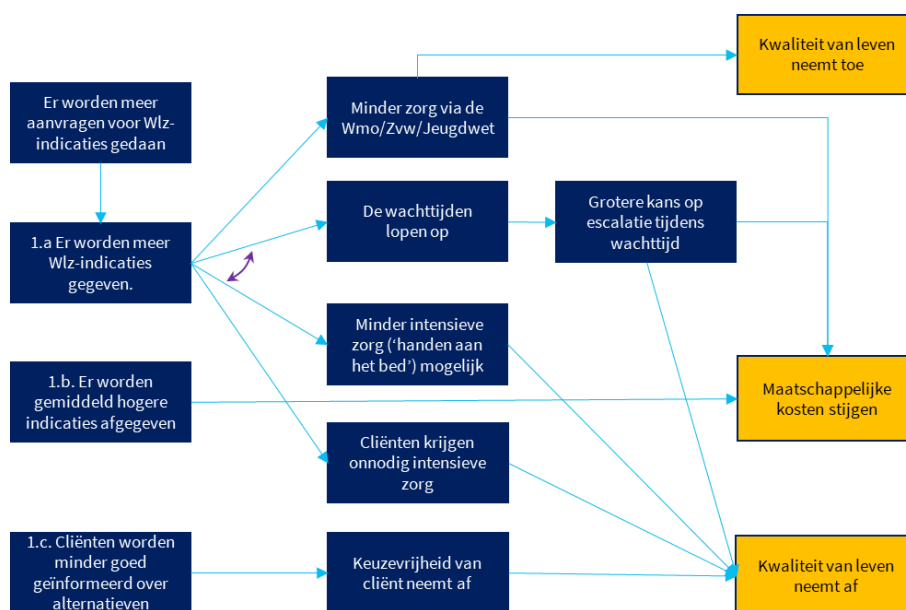 Kwaliteit van leven
neemt toe
Er worden meer
aanvragen voor Wlz-
indicaties gedaan
Minder zorg via de
Wmo/Zvw/Jeugdwet
De wachttijden
lopen op
Grotere kans op
escalatie tijdens
wachttijd
1.a Er worden meer
Wlz-indicaties
gegeven.
Minder intensieve
zorg (‘handen aan
het bed’) mogelijk
1.b. Er worden
gemiddeld hogere
indicaties afgegeven
Maatschappelijke
kosten stijgen
Cliënten krijgen
onnodig intensieve
zorg
1.c. Cliënten worden
minder goed
geïnformeerd over
alternatieven
Keuzevrijheid van
cliënt neemt af
Kwaliteit van leven
neemt af